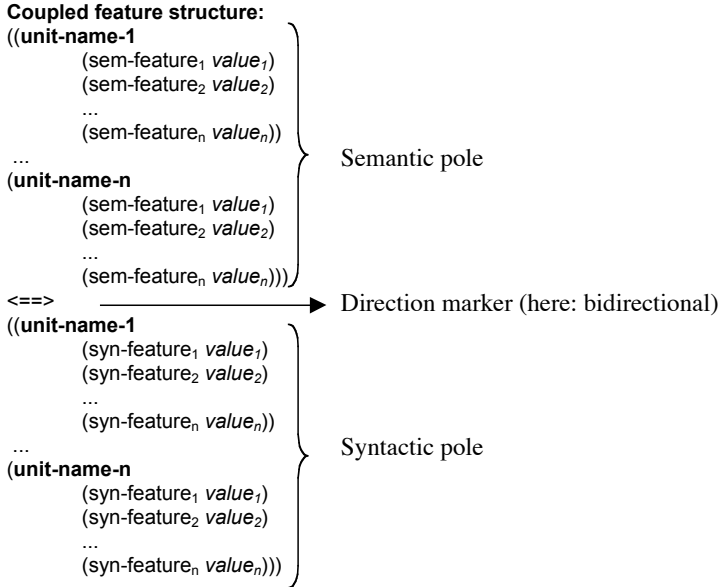 Coupled feature structure:
((unit-name-1
(sem-feature₁ value₁)
(sem-feature₂ value₂)
...
(sem-featureₙ valueₙ))
...
Semantic pole
(unit-name-n
(sem-feature₁ value₁)
(sem-feature₂ value₂)
...
(sem-featureₙ valueₙ)))
<==> Direction marker (here: bidirectional)
((unit-name-1
(syn-feature₁ value₁)
(syn-feature₂ value₂)
...
(syn-featureₙ valueₙ))
...
Syntactic pole
(unit-name-n
(syn-feature₁ value₁)
(syn-feature₂ value₂)
...
(syn-featureₙ valueₙ)))